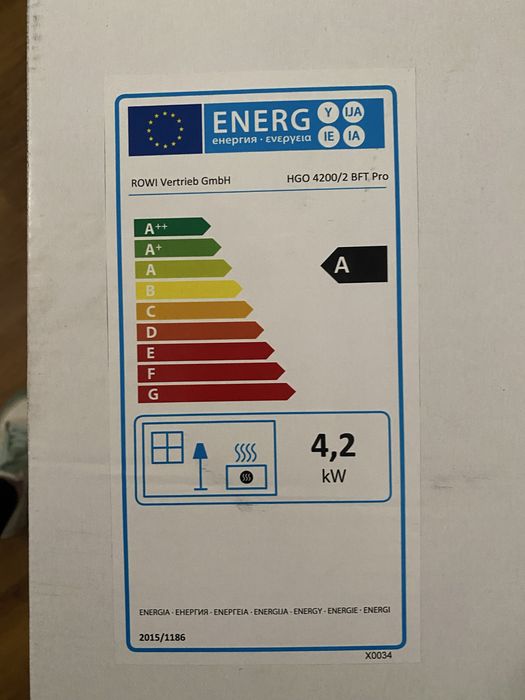 ENERG Y IJA
енергия · ενεργεια IE IA
ROWI Vertrieb GmbH HGO 4200/2 BFT Pro
A++
A+
A
A
B
C
D
E
F
G
4,2
kW
ENERGIA · ЕНЕРГИЯ · ΕΝΕΡΓΕΙΑ · ENERGIJA · ENERGY · ENERGIE · ENERGI
2015/1186
X0034